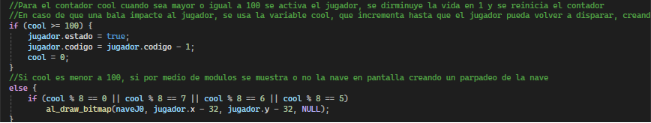 //Para el contador cool cuando sea mayor o igual a 100 se activa el jugador, se dirminuye la vida en 1 y se reinicia el contador
//En caso de que una bala impacte al jugador, se usa la variable cool, que incrementa hasta que el jugador pueda volver a disparar, creand
if (cool >= 100) {
jugador.estado = true;
jugador.codigo = jugador.codigo - 1;
cool = 0;
}
//Si cool es menor a 100, si por medio de modulos se muestra o no la nave en pantalla creando un parpadeo de la nave
else {
if (cool % 8 == 0 || cool % 8 == 7 || cool % 8 == 6 || cool % 8 == 5)
al_draw_bitmap(naveJ0, jugador.x - 32, jugador.y - 32, NULL);
}